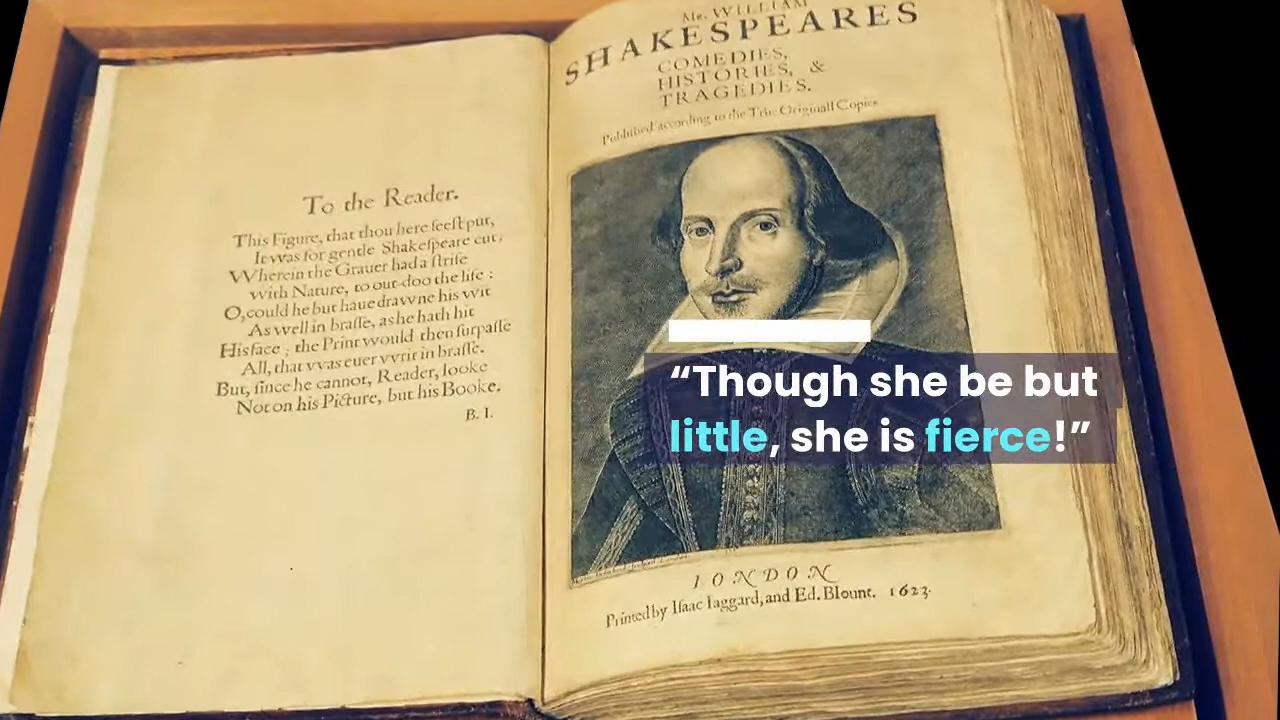 To the Reader.
This Figure, that thou here seeſt put,
It was for gentle Shakeſpeare cut;
Wherein the Grauer had a ſtrife
with Nature, to out-doo the life :
O, could he but haue dravvne his wit
As well in braſſe, as he hath hit
His face ; the Print would then ſurpaſſe
All, that vvas euer vvrit in braſſe.
But, ſince he cannot, Reader, looke
Not on his Picture, but his Booke.
B. I.
Mr. WILLIAM
SHAKESPEARES
COMEDIES,
HISTORIES, &
TRAGEDIES.
Publiſhed according to the True Originall Copies.
“Though she be but
little, she is fierce!”
LONDON
Printed by Iſaac Iaggard, and Ed. Blount. 1623.